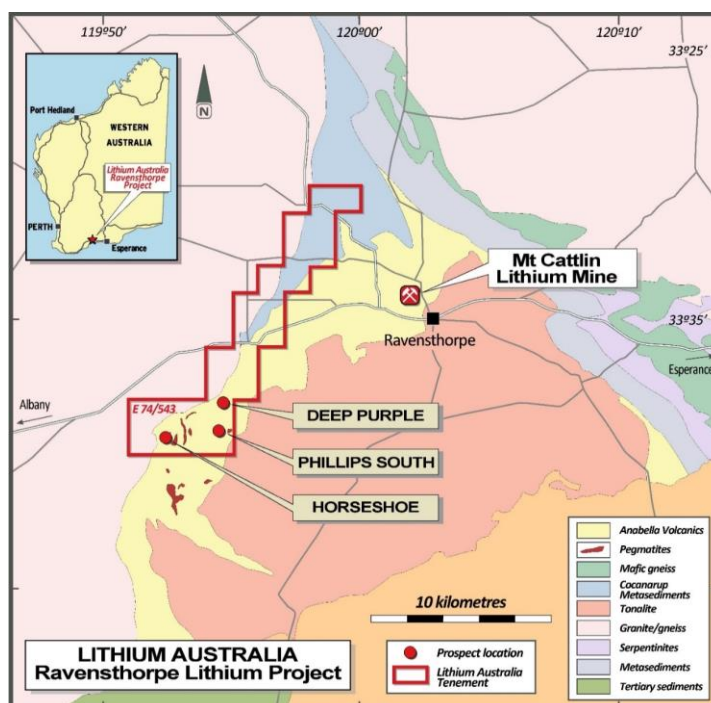 119º50'
120º00'
120º10'
33º25'
Port Hedland
WESTERN
AUSTRALIA
Lithium Australia
Ravensthorpe
Project
PERTH
Esperance
N
Mt Cattlin
Lithium Mine
33º35'
Ravensthorpe
Esperance
Albany
E 74/543
DEEP PURPLE
PHILLIPS SOUTH
HORSESHOE
10 kilometres
LITHIUM AUSTRALIA
Ravensthorpe Lithium Project
Prospect location
Lithium Australia
Tenement
Anabella Volcanics
Pegmatites
Mafic gneiss
Cocanarup
Metasediments
Tonalite
Granite/gneiss
Serpentinites
Metasediments
Tertiary sediments